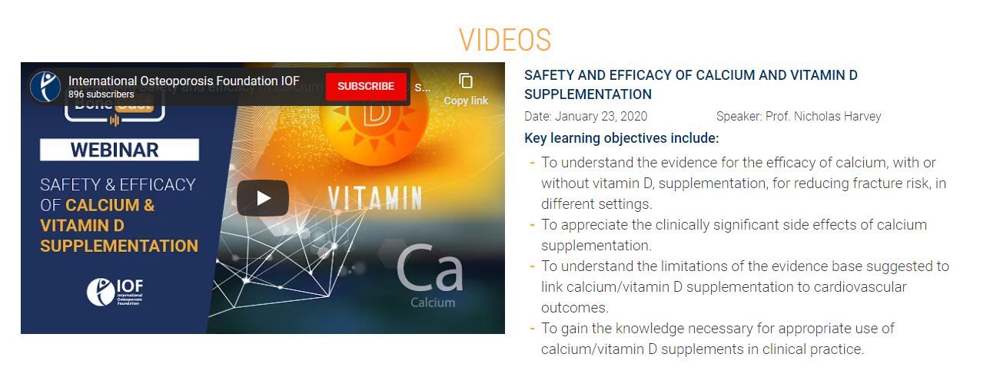 VIDEOS
International Osteoporosis Foundation IOF
896 subscribers
SUBSCRIBE
S...
Copy link
Bone Cast
WEBINAR
SAFETY & EFFICACY
OF CALCIUM &
VITAMIN D
SUPPLEMENTATION
IOF
International
Osteoporosis
Foundation
D
VITAMIN
Ca
Calcium
SAFETY AND EFFICACY OF CALCIUM AND VITAMIN D
SUPPLEMENTATION
Date: January 23, 2020 Speaker: Prof. Nicholas Harvey
Key learning objectives include:
- To understand the evidence for the efficacy of calcium, with or
without vitamin D, supplementation, for reducing fracture risk, in
different settings.
- To appreciate the clinically significant side effects of calcium
supplementation.
- To understand the limitations of the evidence base suggested to
link calcium/vitamin D supplementation to cardiovascular
outcomes.
- To gain the knowledge necessary for appropriate use of
calcium/vitamin D supplements in clinical practice.